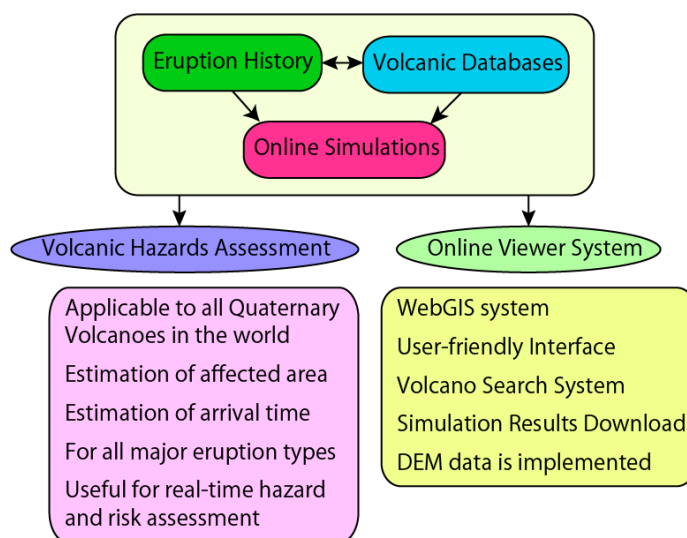 Eruption History
Volcanic Databases
Online Simulations
Volcanic Hazards Assessment
Online Viewer System
Applicable to all Quaternary
Volcanoes in the world
Estimation of affected area
Estimation of arrival time
For all major eruption types
Useful for real-time hazard
and risk assessment
WebGIS system
User-friendly Interface
Volcano Search System
Simulation Results Download
DEM data is implemented